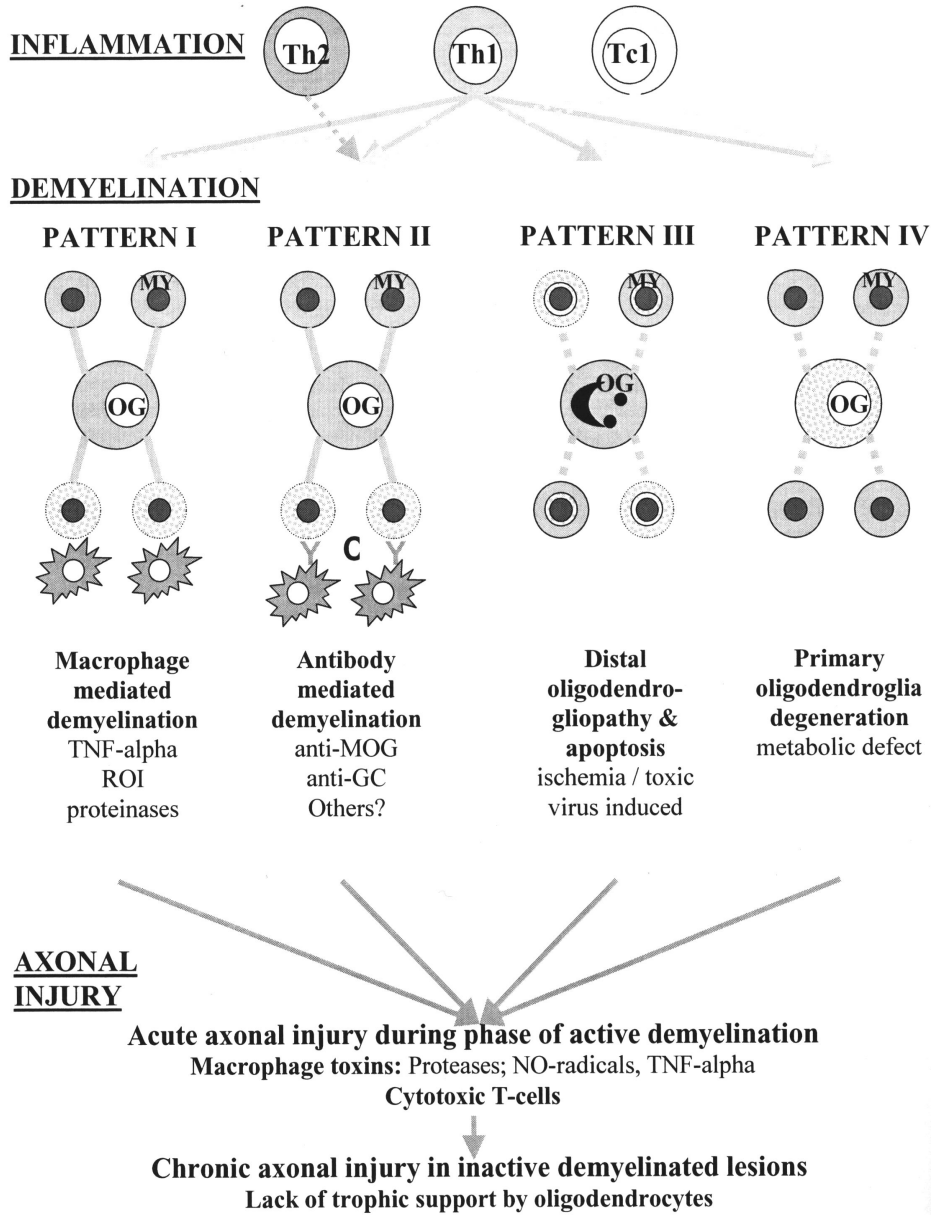 INFLAMMATION
Th2
Th1
Tc1
DEMYELINATION
PATTERN I
PATTERN II
PATTERN III
PATTERN IV
MY
MY
MY
MY
OG
OG
OG
OG
C
Macrophage
mediated
demyelination
TNF-alpha
ROI
proteinases
Antibody
mediated
demyelination
anti-MOG
anti-GC
Others?
Distal
oligodendro-
gliopathy &
apoptosis
ischemia / toxic
virus induced
Primary
oligodendroglia
degeneration
metabolic defect
AXONAL
INJURY
Acute axonal injury during phase of active demyelination
Macrophage toxins: Proteases; NO-radicals, TNF-alpha
Cytotoxic T-cells
Chronic axonal injury in inactive demyelinated lesions
Lack of trophic support by oligodendrocytes